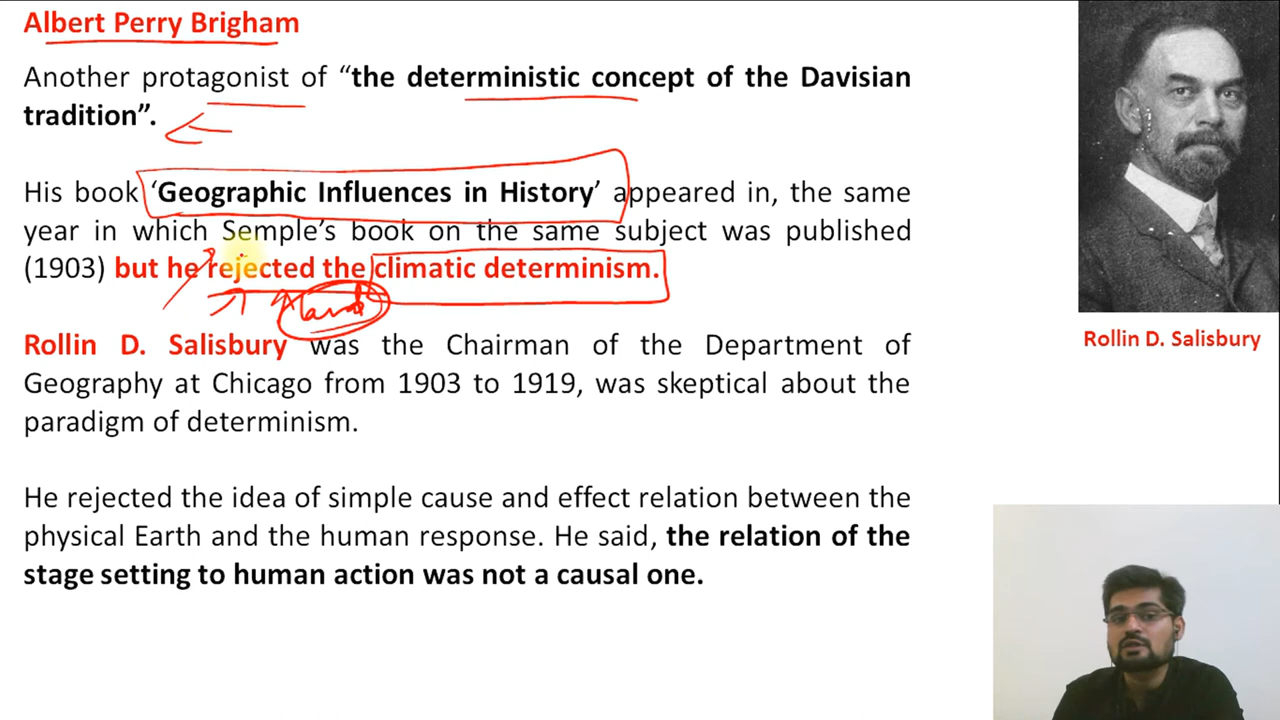 Albert Perry Brigham
Another protagonist of “the deterministic concept of the Davisian
tradition”.
His book ‘Geographic Influences in History’ appeared in, the same
year in which Semple’s book on the same subject was published
(1903) but he rejected the climatic determinism.
Rollin D. Salisbury was the Chairman of the Department of
Geography at Chicago from 1903 to 1919, was skeptical about the
paradigm of determinism.
He rejected the idea of simple cause and effect relation between the
physical Earth and the human response. He said, the relation of the
stage setting to human action was not a causal one.
Rollin D. Salisbury